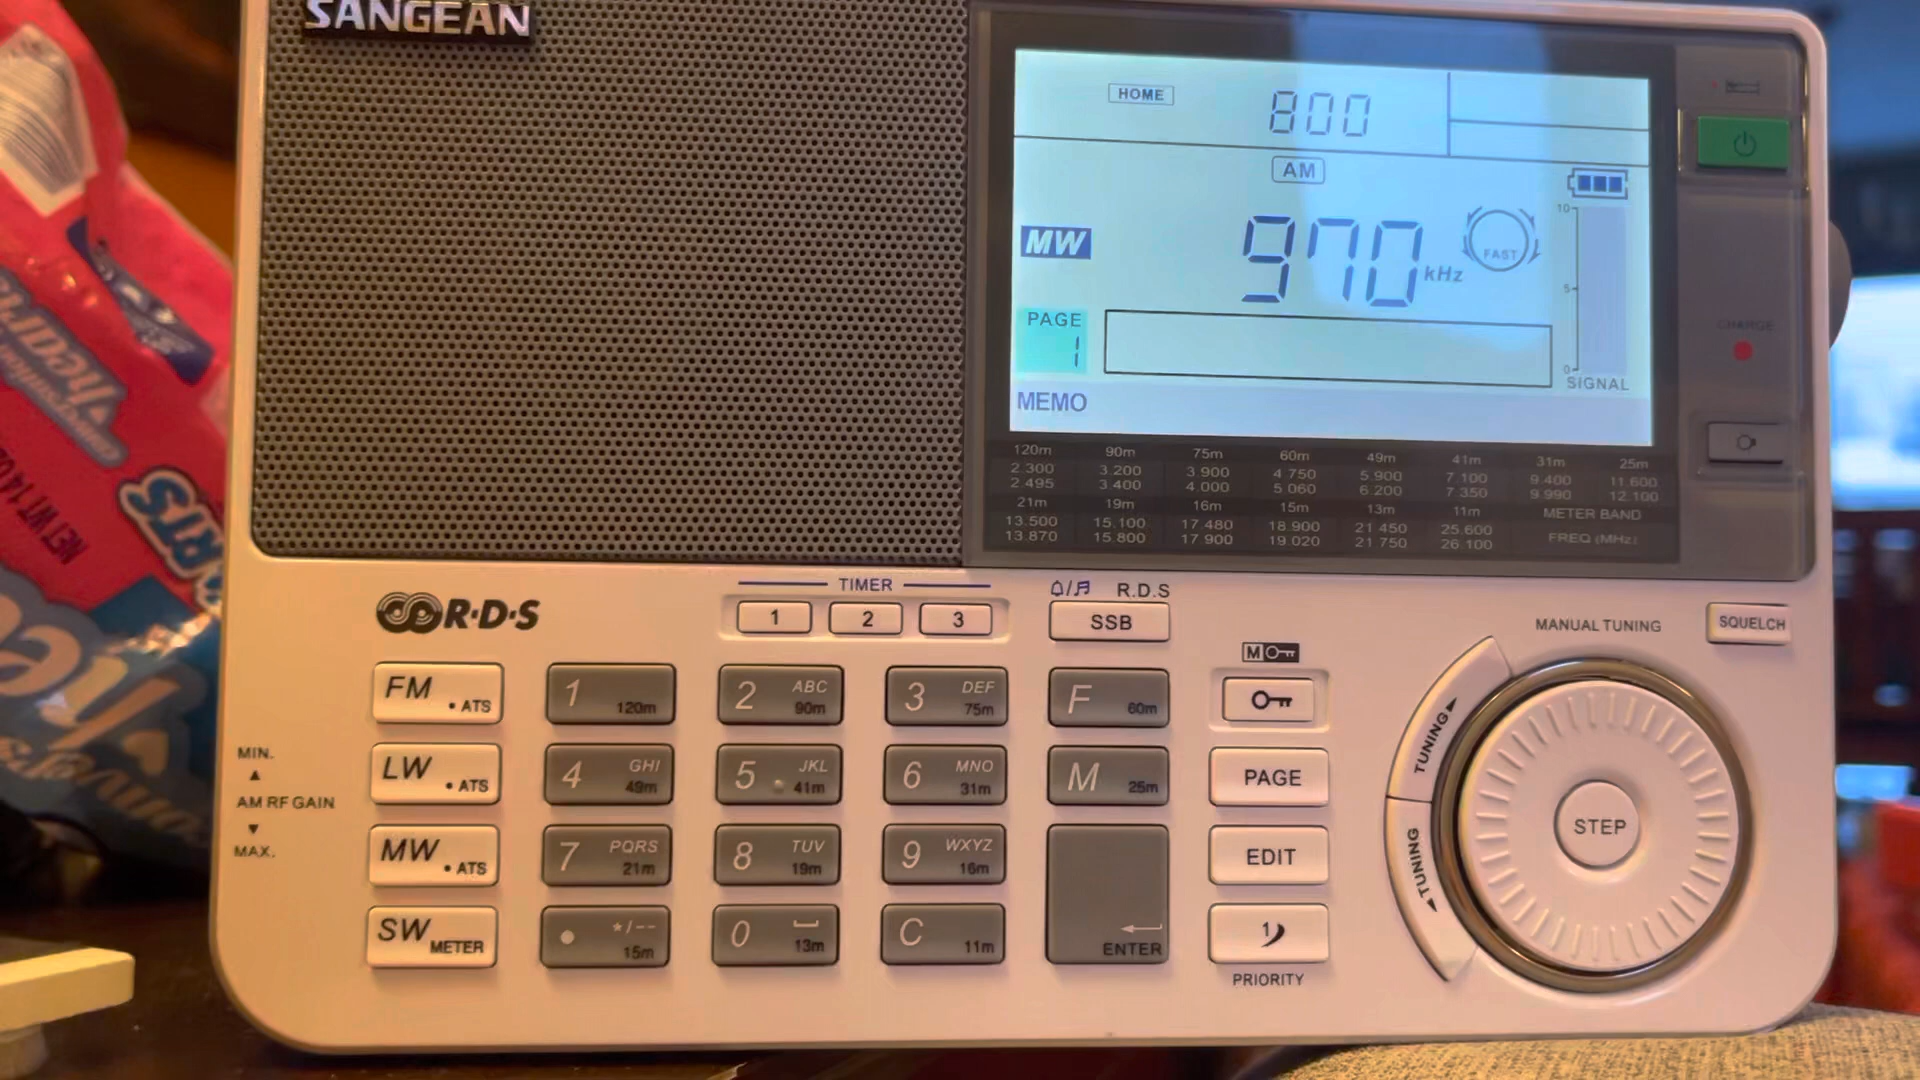 SANGEAN
HOME
800
AM
MW
970
kHz
FAST
10
5
0
SIGNAL
PAGE
1
MEMO
CHARGE
120m 90m 75m 60m 49m 41m 31m 25m
2.300 3.200 3.900 4 750 5.900 7.100 9.400 11.600
2.495 3.400 4.000 5 060 6.200 7.350 9 990 12.100
21m 19m 16m 15m 13m 11m METER BAND
13.500 15.100 17.480 18.900 21 450 25.600
13.870 15.800 17 900 19 020 21 750 26 100 FREQ (MHz)
R·D·S
TIMER
1 2 3
R.D.S
SSB
MANUAL TUNING
SQUELCH
M
FM • ATS
1 120m
2 ABC 90m
3 DEF 75m
F 60m
LW • ATS
4 GHI 49m
5 JKL 41m
6 MNO 31m
M 25m
PAGE
MW • ATS
7 PQRS 21m
8 TUV 19m
9 WXYZ 16m
ENTER
EDIT
SW METER
• */-- 15m
0 13m
C 11m
1
PRIORITY
MIN.
AM RF GAIN
MAX.
TUNING
TUNING
STEP
NET WT 14 OZ